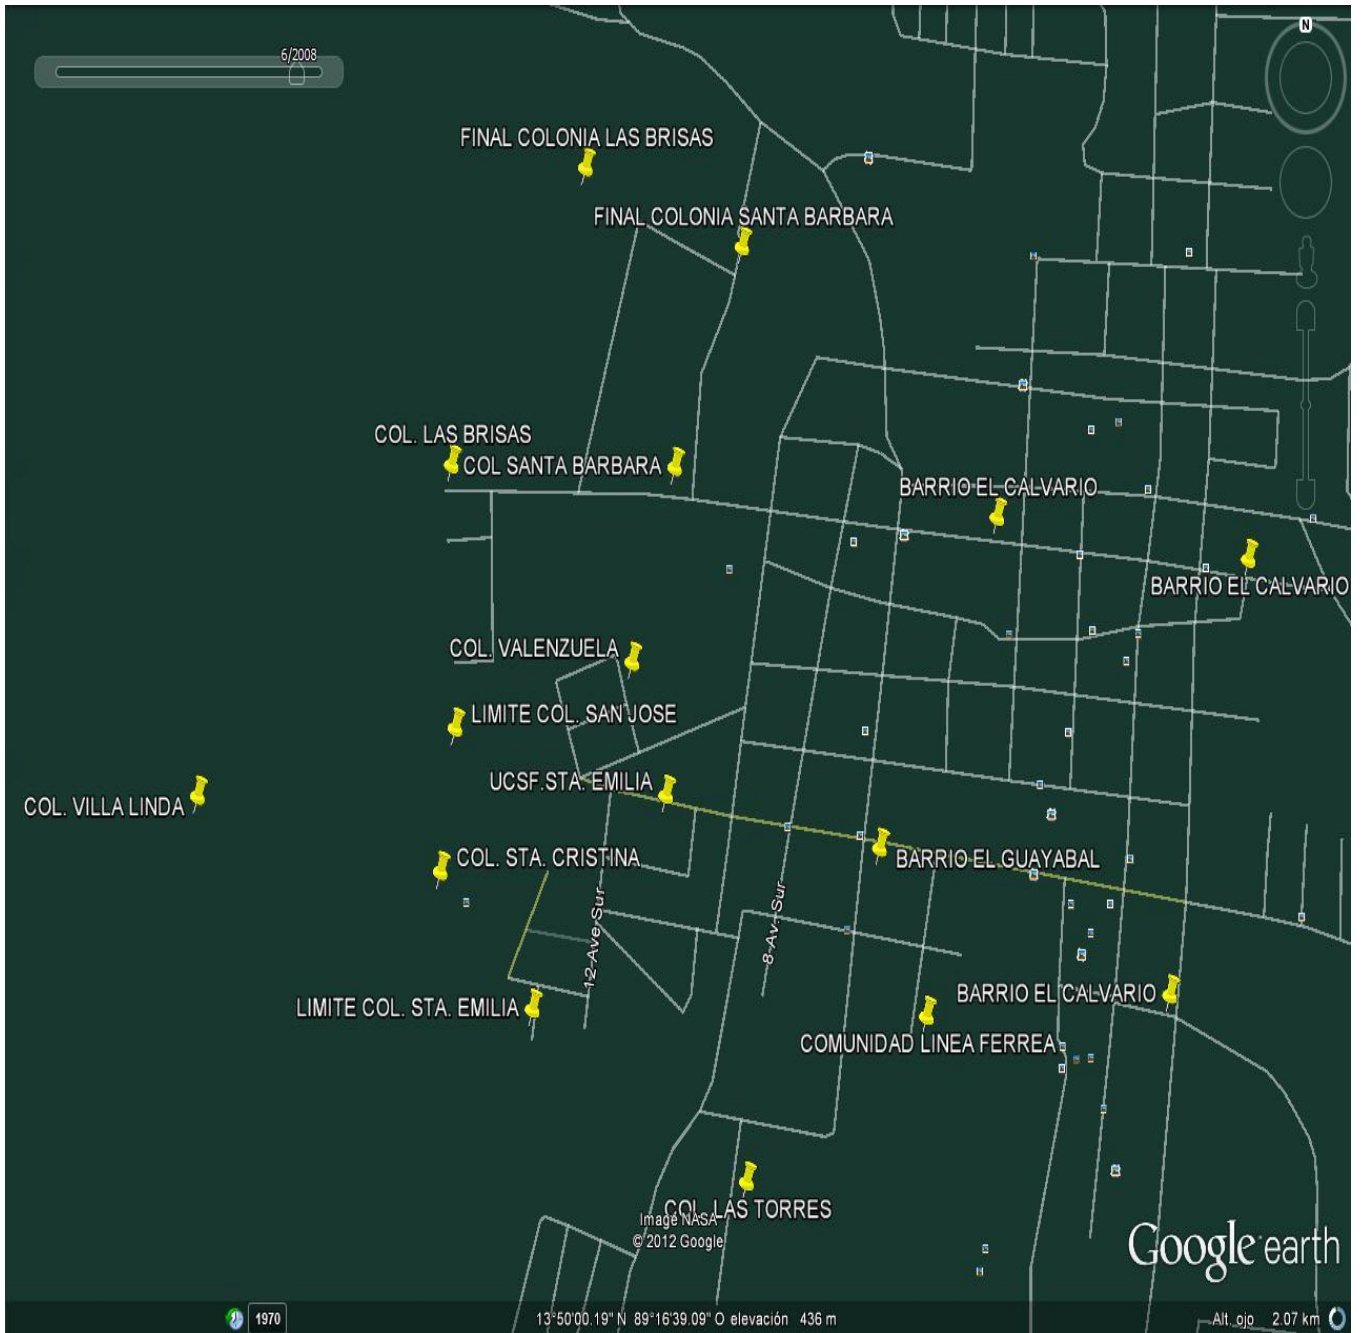 N
6/2008
FINAL COLONIA LAS BRISAS
FINAL COLONIA SANTA BARBARA
COL. LAS BRISAS
COL SANTA BARBARA
BARRIO EL CALVARIO
BARRIO EL CALVARIO
COL. VALENZUELA
LIMITE COL. SAN JOSE
UCSF.STA. EMILIA
COL. VILLA LINDA
COL. STA. CRISTINA
BARRIO EL GUAYABAL
12 Ave Sur
8 Av. Sur
LIMITE COL. STA. EMILIA
BARRIO EL CALVARIO
COMUNIDAD LINEA FERREA
COL. LAS TORRES
Image NASA
© 2012 Google
Google earth
1970
13°50'00.19" N 89°16'39.09" O elevación 436 m
Alt. ojo 2.07 km